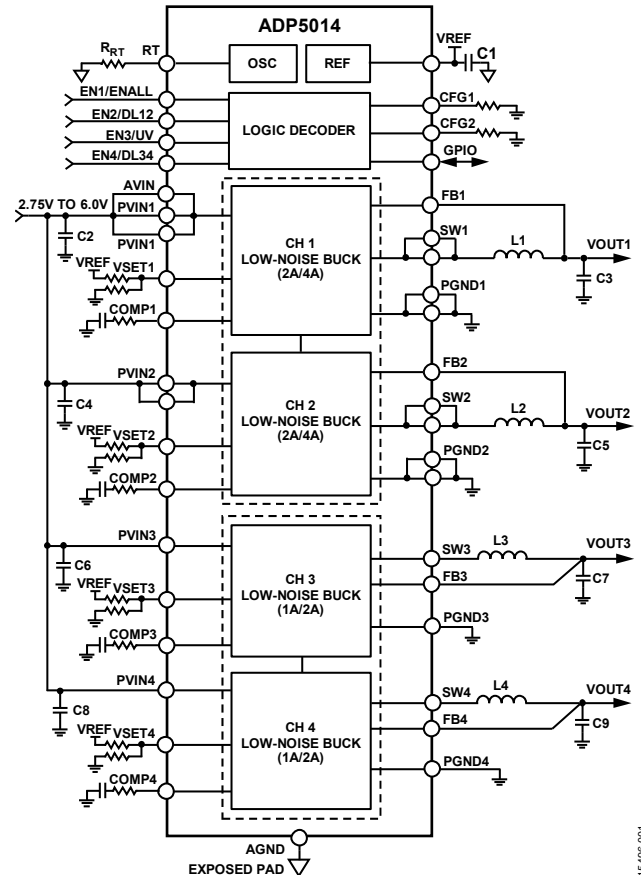 ADP5014
RRT
RT
OSC
REF
VREF
C1
EN1/ENALL
EN2/DL12
EN3/UV
EN4/DL34
LOGIC DECODER
CFG1
CFG2
GPIO
2.75V TO 6.0V
AVIN
PVIN1
PVIN1
C2
VREF
VSET1
COMP1
CH 1
LOW-NOISE BUCK
(2A/4A)
FB1
SW1
L1
VOUT1
C3
PGND1
PVIN2
C4
VREF
VSET2
COMP2
CH 2
LOW-NOISE BUCK
(2A/4A)
FB2
SW2
L2
VOUT2
C5
PGND2
PVIN3
C6
VREF
VSET3
COMP3
CH 3
LOW-NOISE BUCK
(1A/2A)
SW3
L3
VOUT3
FB3
C7
PGND3
PVIN4
C8
VREF
VSET4
COMP4
CH 4
LOW-NOISE BUCK
(1A/2A)
SW4
L4
VOUT4
FB4
C9
PGND4
AGND
EXPOSED PAD